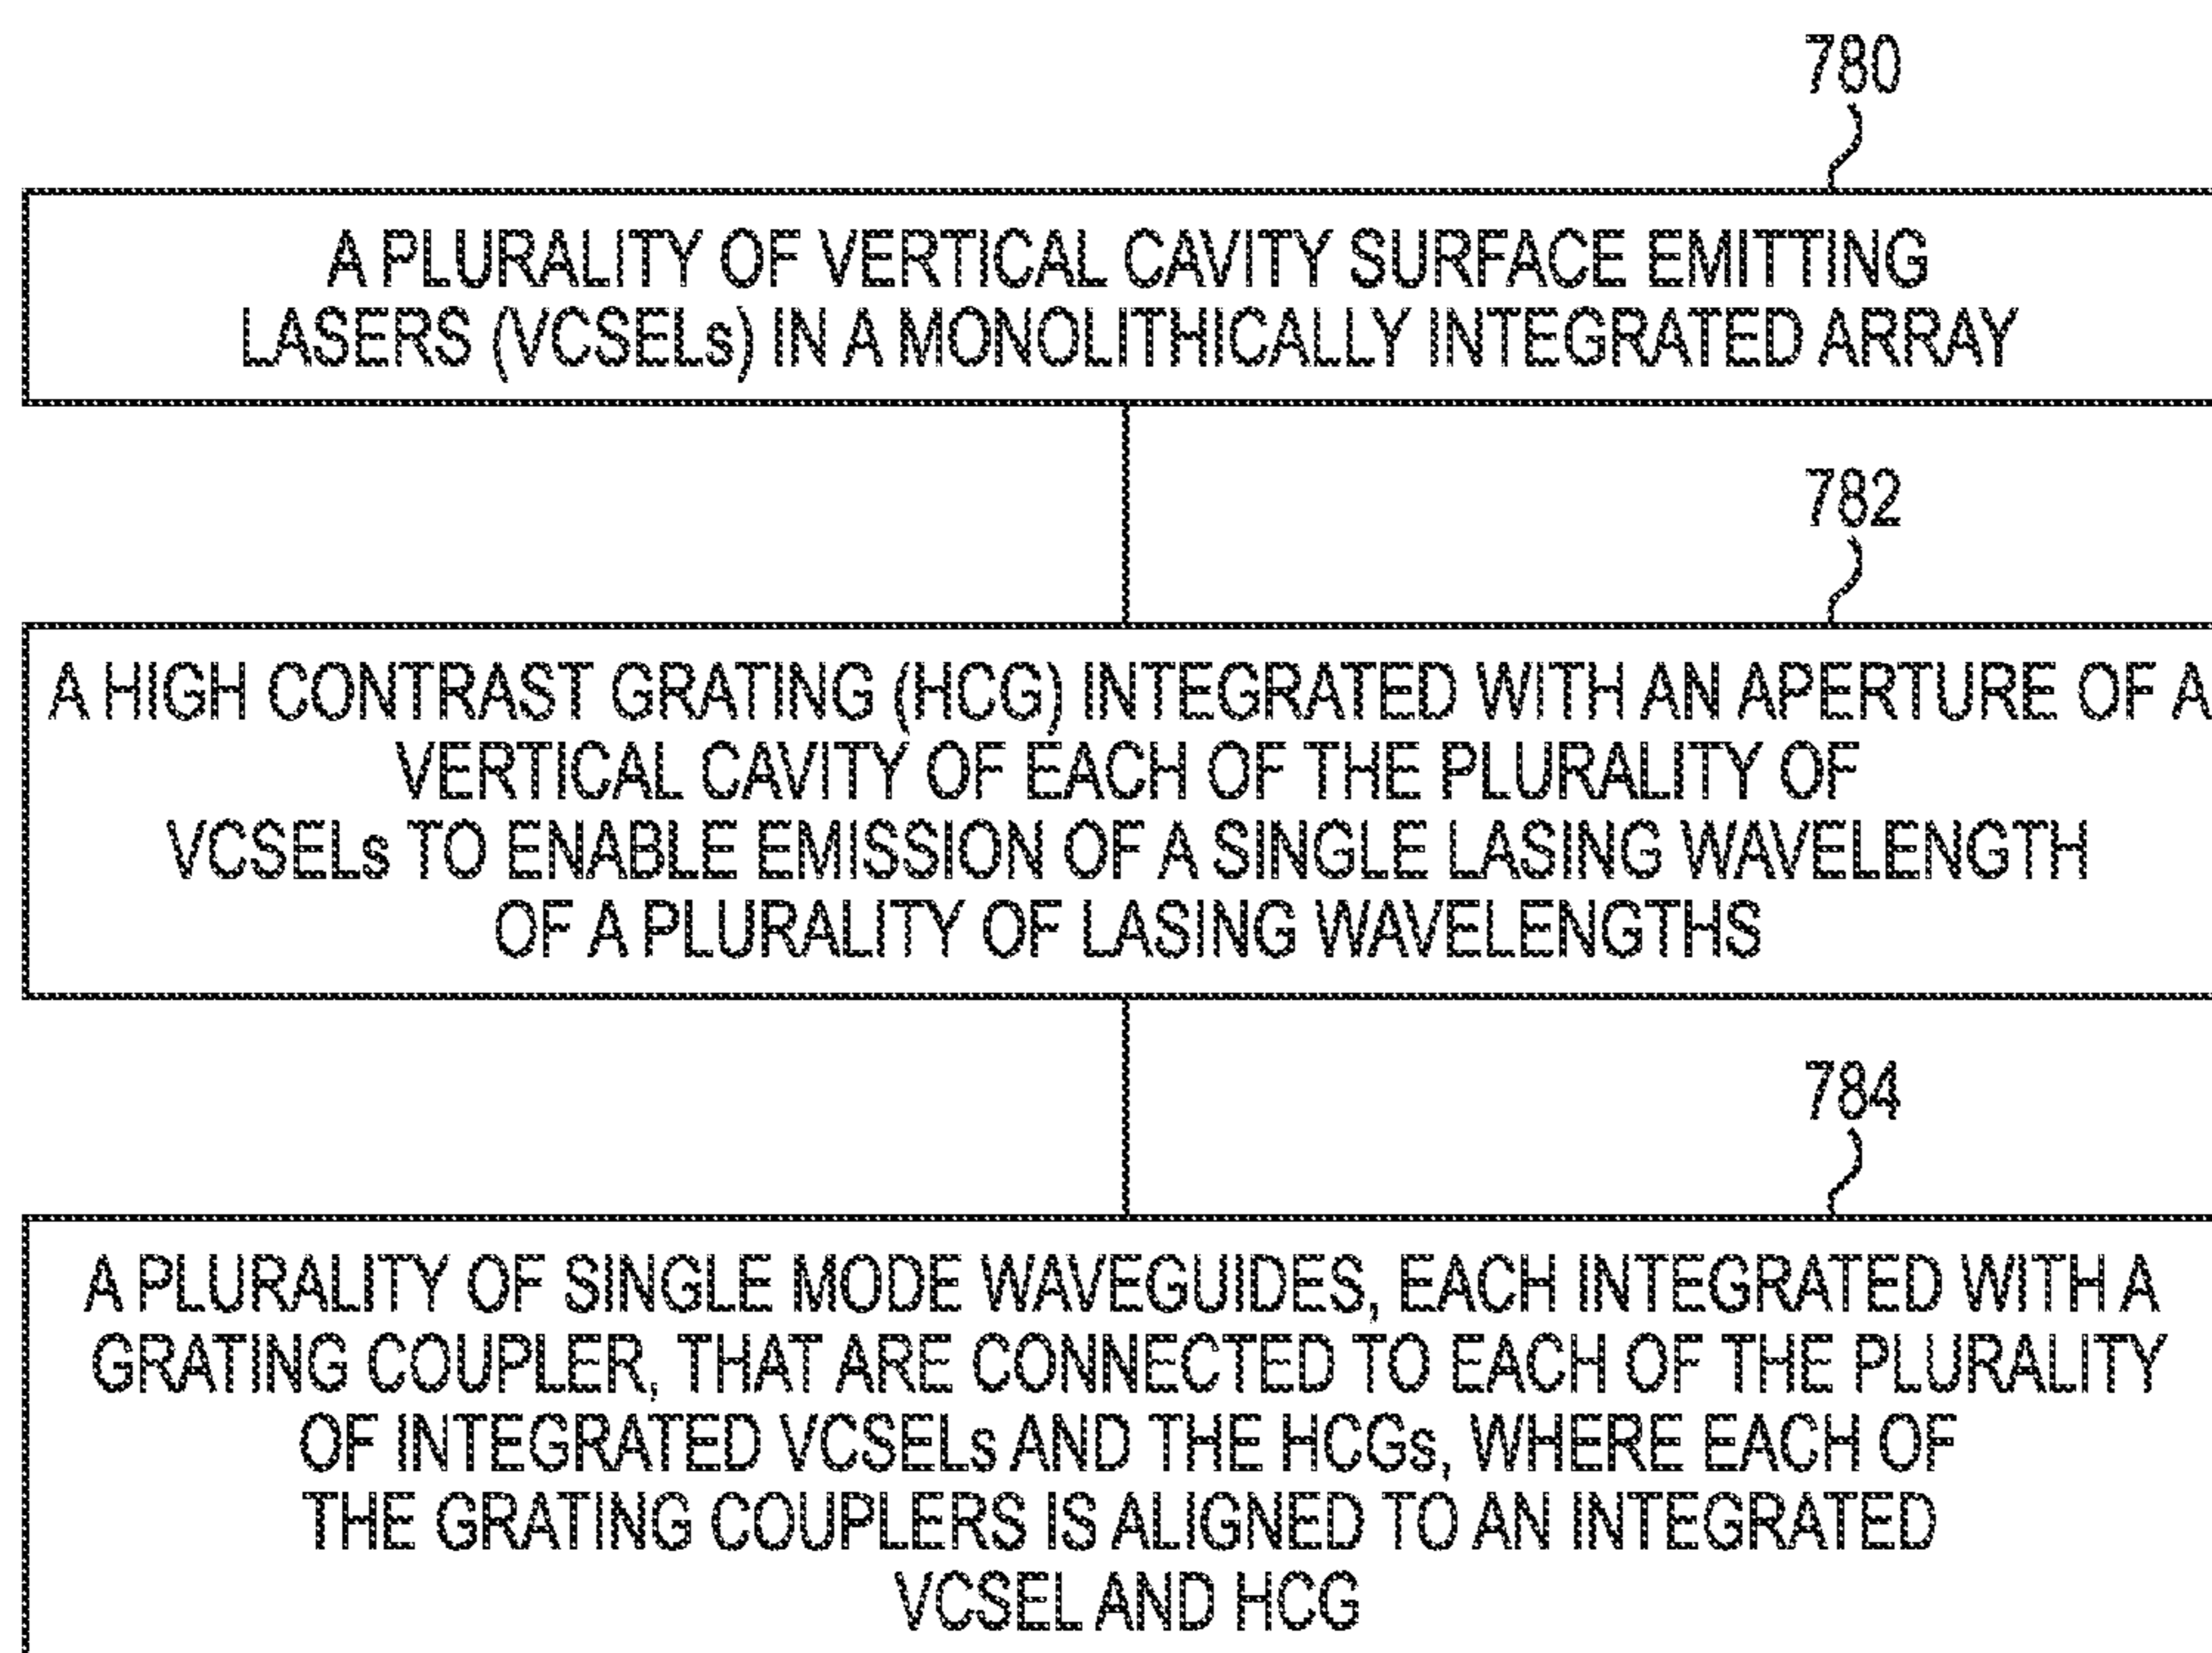 780
A PLURALITY OF VERTICAL CAVITY SURFACE EMITTING
LASERS (VCSELs) IN A MONOLITHICALLY INTEGRATED ARRAY
782
A HIGH CONTRAST GRATING (HCG) INTEGRATED WITH AN APERTURE OF A
VERTICAL CAVITY OF EACH OF THE PLURALITY OF
VCSELs TO ENABLE EMISSION OF A SINGLE LASING WAVELENGTH
OF A PLURALITY OF LASING WAVELENGTHS
784
A PLURALITY OF SINGLE MODE WAVEGUIDES, EACH INTEGRATED WITH A
GRATING COUPLER, THAT ARE CONNECTED TO EACH OF THE PLURALITY
OF INTEGRATED VCSELs AND THE HCGs, WHERE EACH OF
THE GRATING COUPLERS IS ALIGNED TO AN INTEGRATED
VCSEL AND HCG